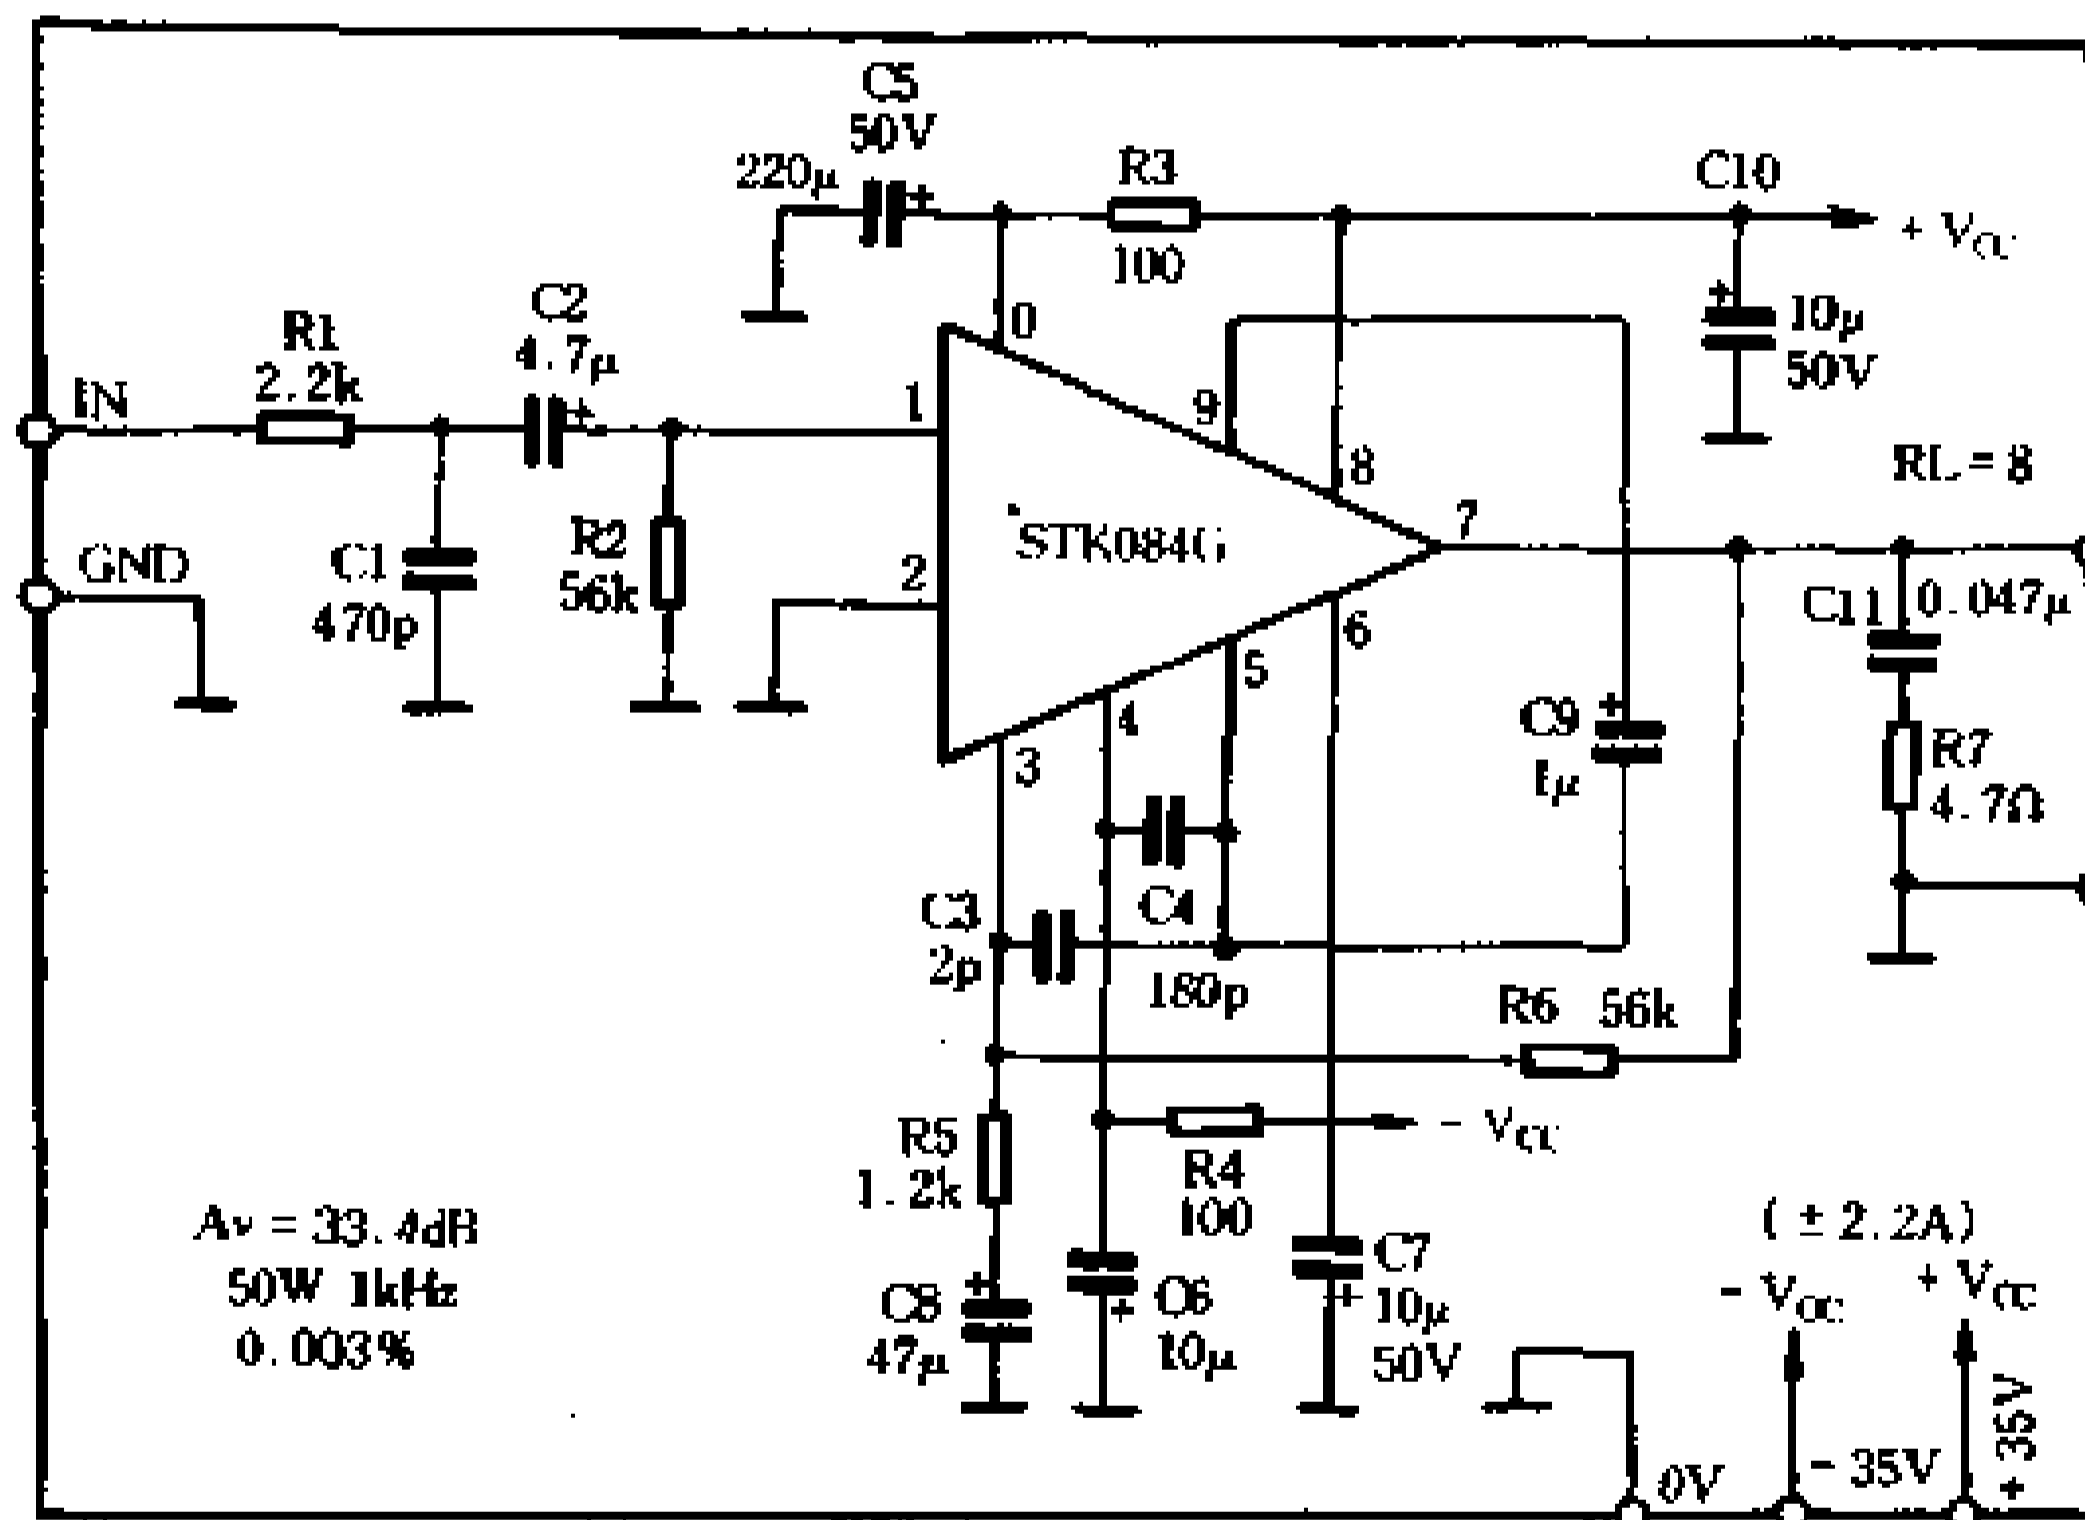 C5
50V
220μ
R3
100
C10
+ VCC
10μ
50V
0
C2
4.7μ
R1
2.2k
IN
1
9
8
RL = 8
7
STK084G
GND
C1
470p
R2
56k
2
6
5
4
3
C11
0.047μ
C9
1μ
R7
4.7Ω
C3
2p
C4
180p
R6 56k
R5
1.2k
- VCC
R4
100
Av = 33.4dB
50W 1kHz
0.003%
C8
47μ
C6
10μ
C7
10μ
50V
( ± 2.2A)
- VCC
+ VCC
0V
- 35V
+ 35V